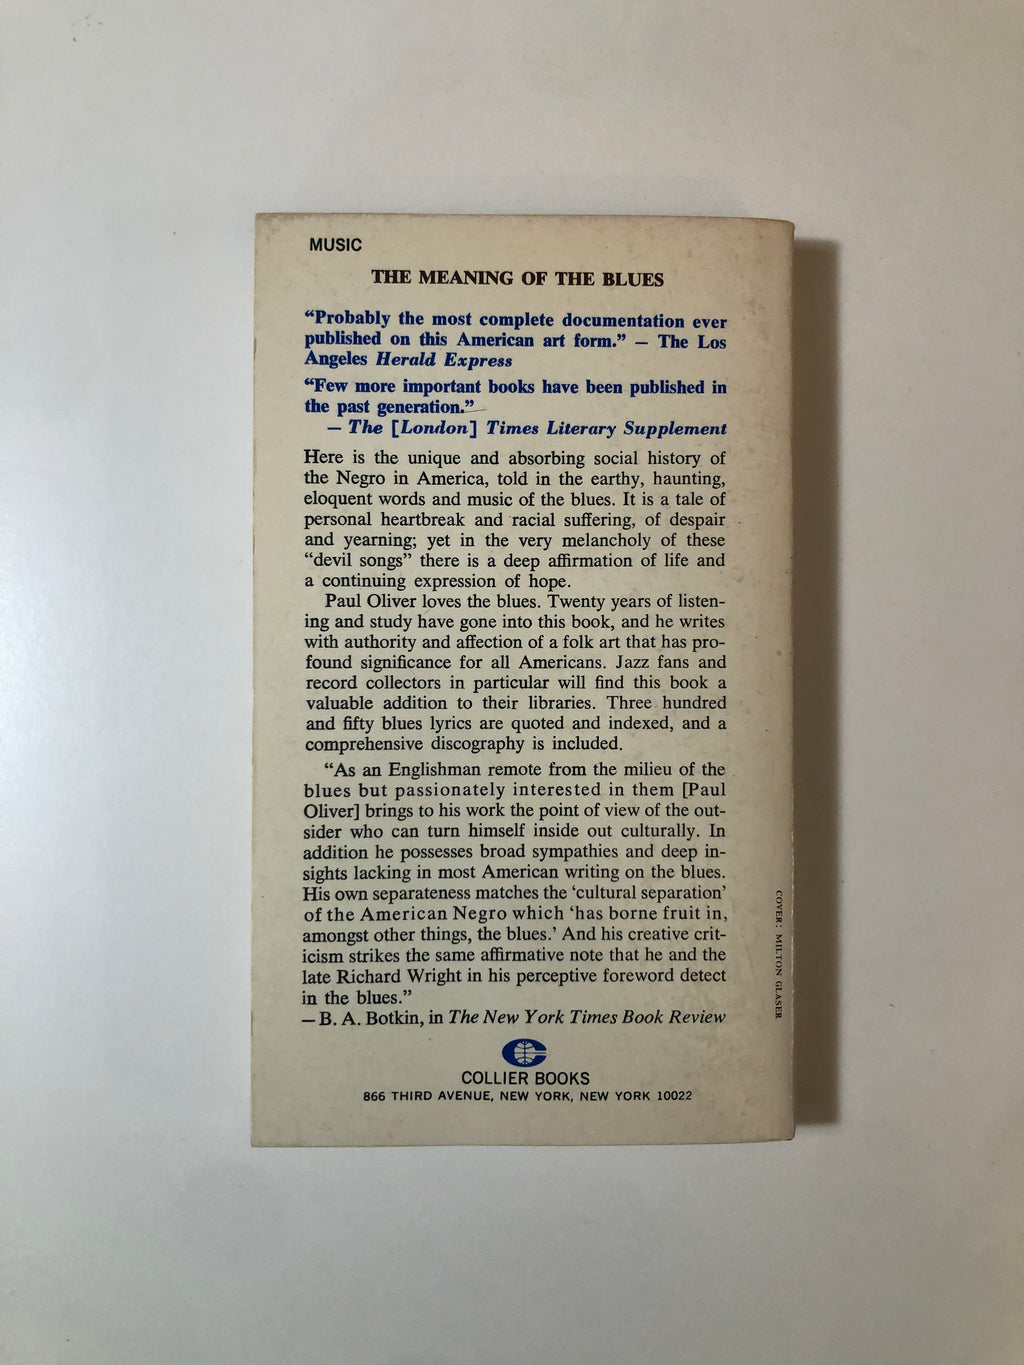 MUSIC
THE MEANING OF THE BLUES
“Probably the most complete documentation ever
published on this American art form.” — The Los
Angeles Herald Express
“Few more important books have been published in
the past generation.”
— The [London] Times Literary Supplement
Here is the unique and absorbing social history of
the Negro in America, told in the earthy, haunting,
eloquent words and music of the blues. It is a tale of
personal heartbreak and racial suffering, of despair
and yearning; yet in the very melancholy of these
“devil songs” there is a deep affirmation of life and
a continuing expression of hope.
Paul Oliver loves the blues. Twenty years of listen-
ing and study have gone into this book, and he writes
with authority and affection of a folk art that has pro-
found significance for all Americans. Jazz fans and
record collectors in particular will find this book a
valuable addition to their libraries. Three hundred
and fifty blues lyrics are quoted and indexed, and a
comprehensive discography is included.
“As an Englishman remote from the milieu of the
blues but passionately interested in them [Paul
Oliver] brings to his work the point of view of the out-
sider who can turn himself inside out culturally. In
addition he possesses broad sympathies and deep in-
sights lacking in most American writing on the blues.
His own separateness matches the ‘cultural separation’
of the American Negro which ‘has borne fruit in,
amongst other things, the blues.’ And his creative crit-
icism strikes the same affirmative note that he and the
late Richard Wright in his perceptive foreword detect
in the blues.”
—B. A. Botkin, in The New York Times Book Review
COVER: MILTON GLASER
COLLIER BOOKS
866 THIRD AVENUE, NEW YORK, NEW YORK 10022